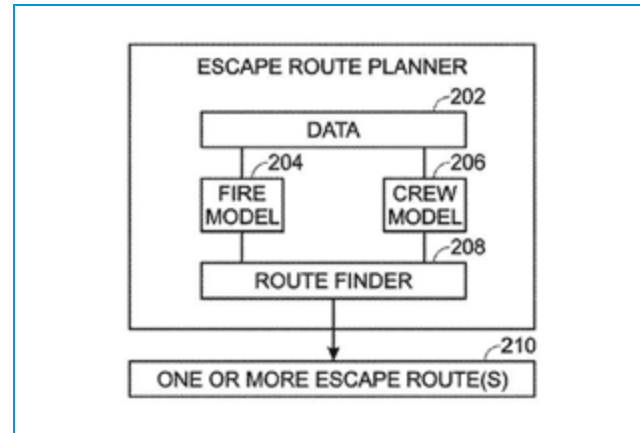 ESCAPE ROUTE PLANNER
202
DATA
204
206
FIRE
MODEL
CREW
MODEL
208
ROUTE FINDER
210
ONE OR MORE ESCAPE ROUTE(S)